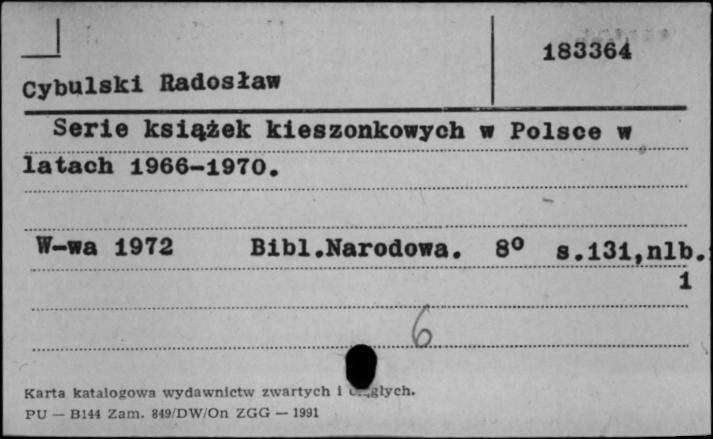 183364
Cybulski Radosław
Serie książek kieszonkowych w Polsce w
latach 1966-1970.
W-wa 1972 Bibl.Narodowa. 8° s.131,nlb.
1
6
Karta katalogowa wydawnictw zwartych i
PU — B144 Zam. 849/DW/On ZGG — 1991